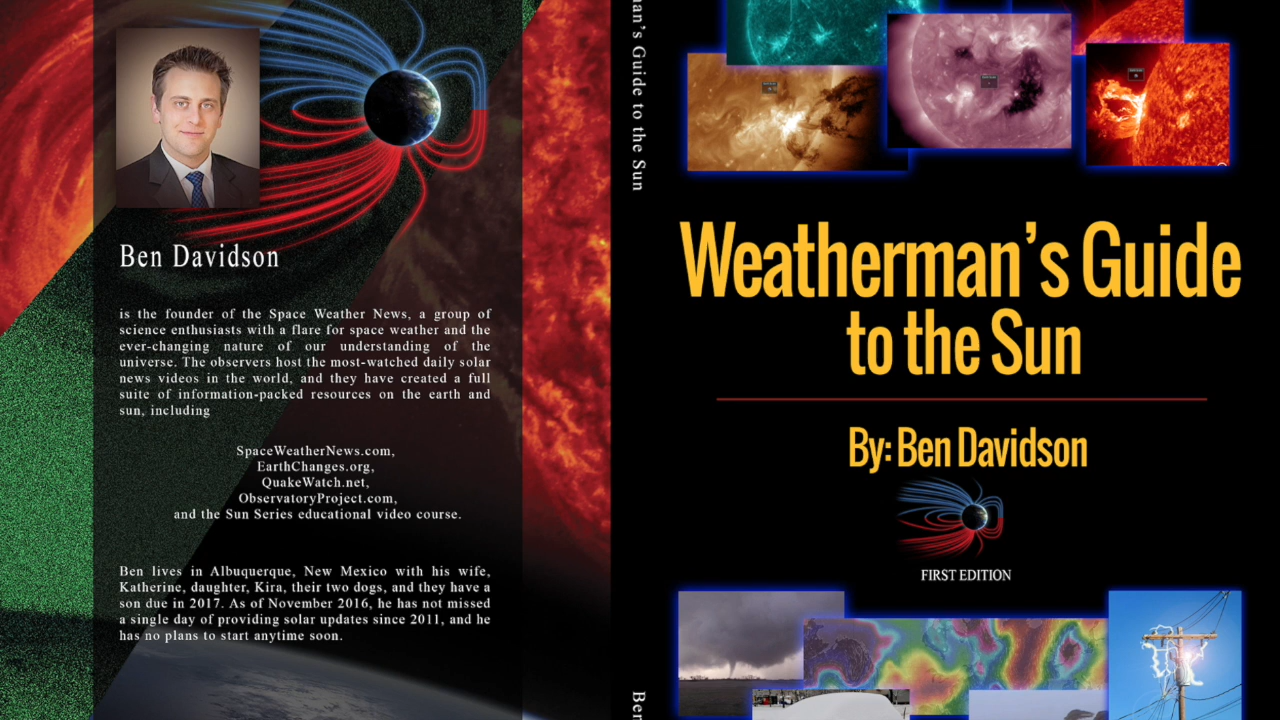 Ben Davidson
is the founder of the Space Weather News, a group of
science enthusiasts with a flare for space weather and the
ever-changing nature of our understanding of the
universe. The observers host the most-watched daily solar
news videos in the world, and they have created a full
suite of information-packed resources on the earth and
sun, including
SpaceWeatherNews.com,
EarthChanges.org,
QuakeWatch.net,
ObservatoryProject.com,
and the Sun Series educational video course.
Ben lives in Albuquerque, New Mexico with his wife,
Katherine, daughter, Kira, their two dogs, and they have a
son due in 2017. As of November 2016, he has not missed
a single day of providing solar updates since 2011, and he
has no plans to start anytime soon.
man's Guide to the Sun
Ben
Weatherman's Guide
to the Sun
By: Ben Davidson
FIRST EDITION